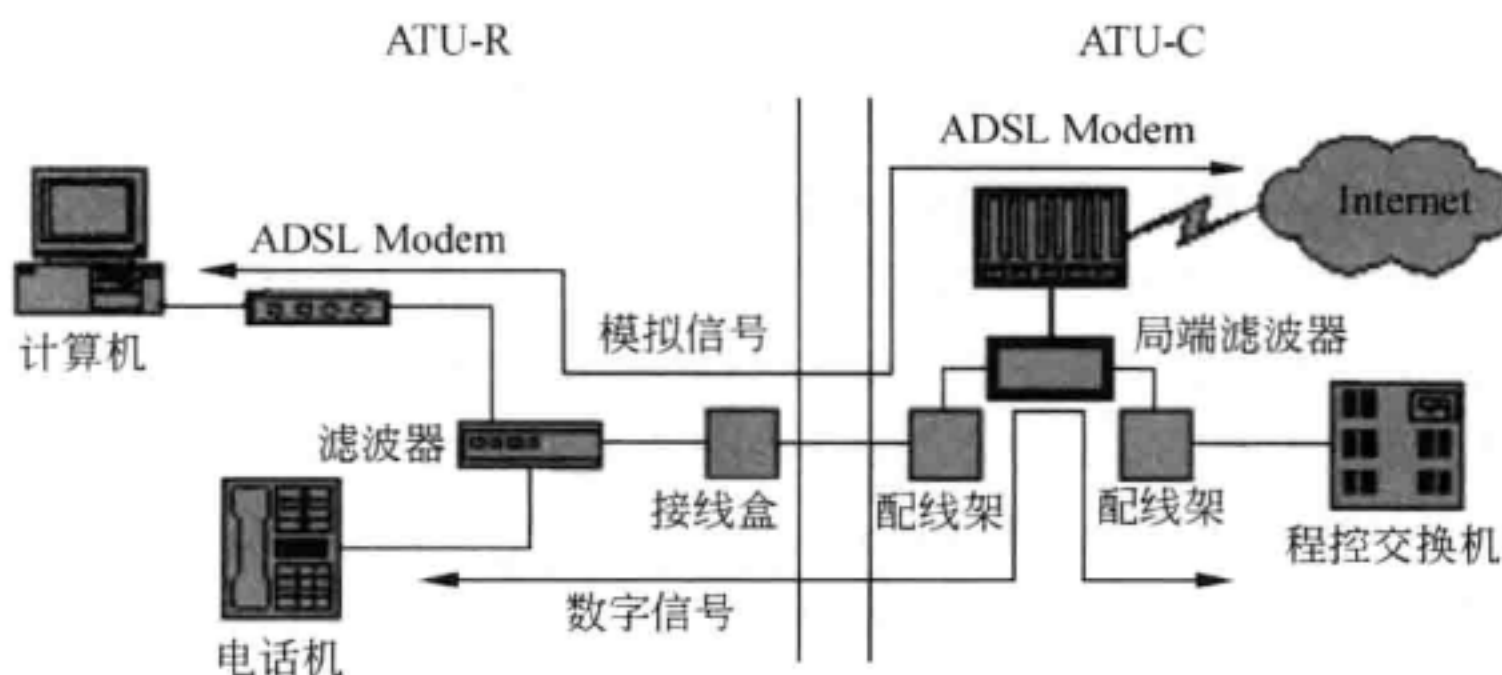 ATU-R
ATU-C
ADSL Modem
Internet
ADSL Modem
计算机
模拟信号
局端滤波器
滤波器
接线盒
配线架
配线架
程控交换机
数字信号
电话机